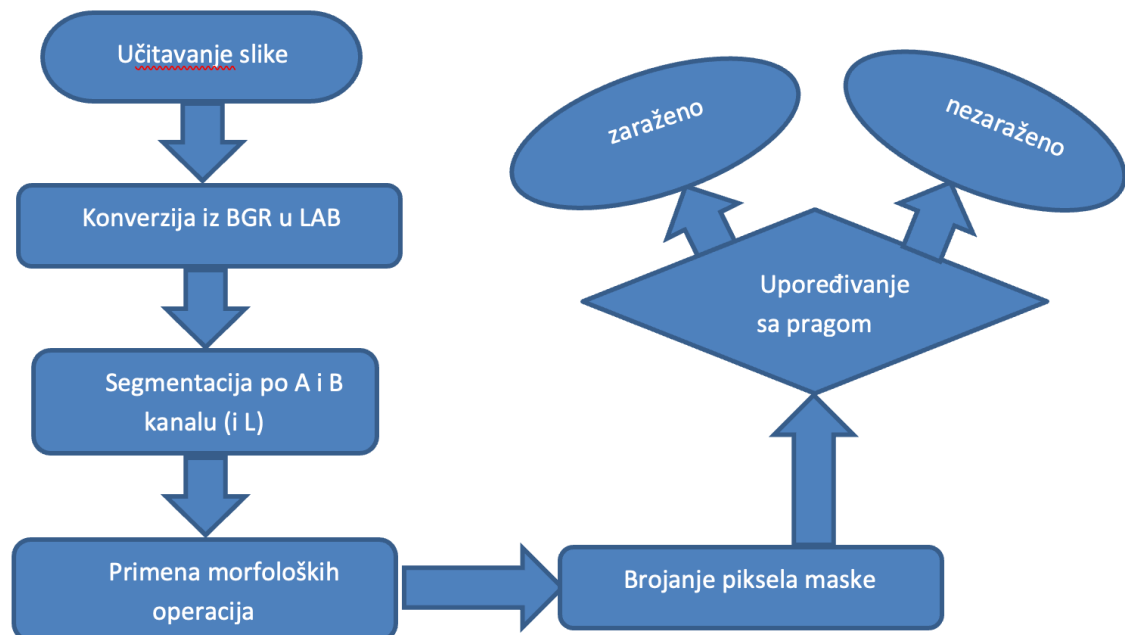 Učitavanje slike
Konverzija iz BGR u LAB
Segmentacija po A i B
kanalu (i L)
Primena morfoloških
operacija
Brojanje piksela maske
Upoređivanje
sa pragom
zaraženo
nezaraženo